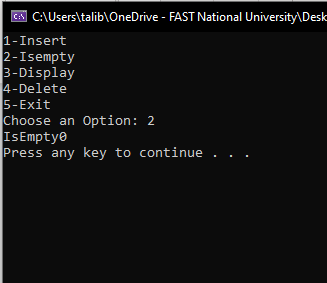 C:\Users\talib\OneDrive - FAST National University\Desk
1-Insert
2-Isempty
3-Display
4-Delete
5-Exit
Choose an Option: 2
IsEmpty0
Press any key to continue . . .